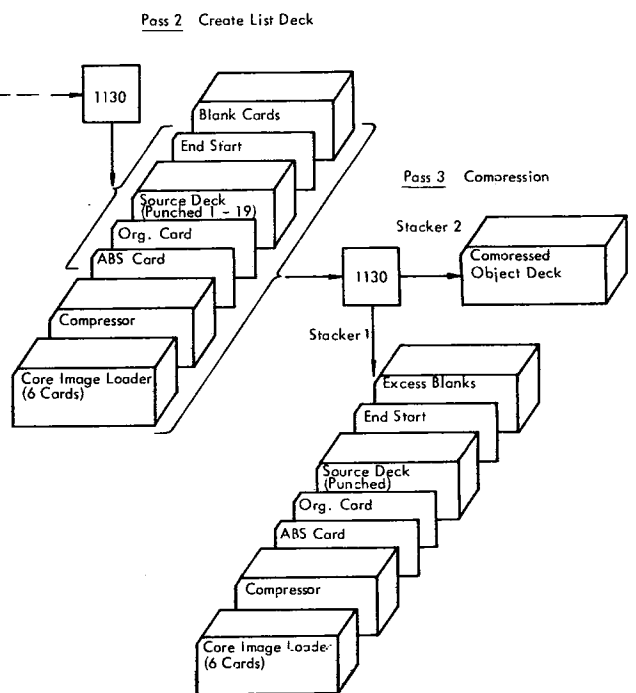 Pass 2 Create List Deck
1130
Blank Cards
End Start
Source Deck
(Punched 1 - 19)
Org. Card
ABS Card
Compressor
Core Image Loader
(6 Cards)
Pass 3 Compression
Stacker 2
1130
Compressed
Object Deck
Stacker 1
Excess Blanks
End Start
Source Deck
(Punched)
Org. Card
ABS Card
Compressor
Core Image Loader
(6 Cards)